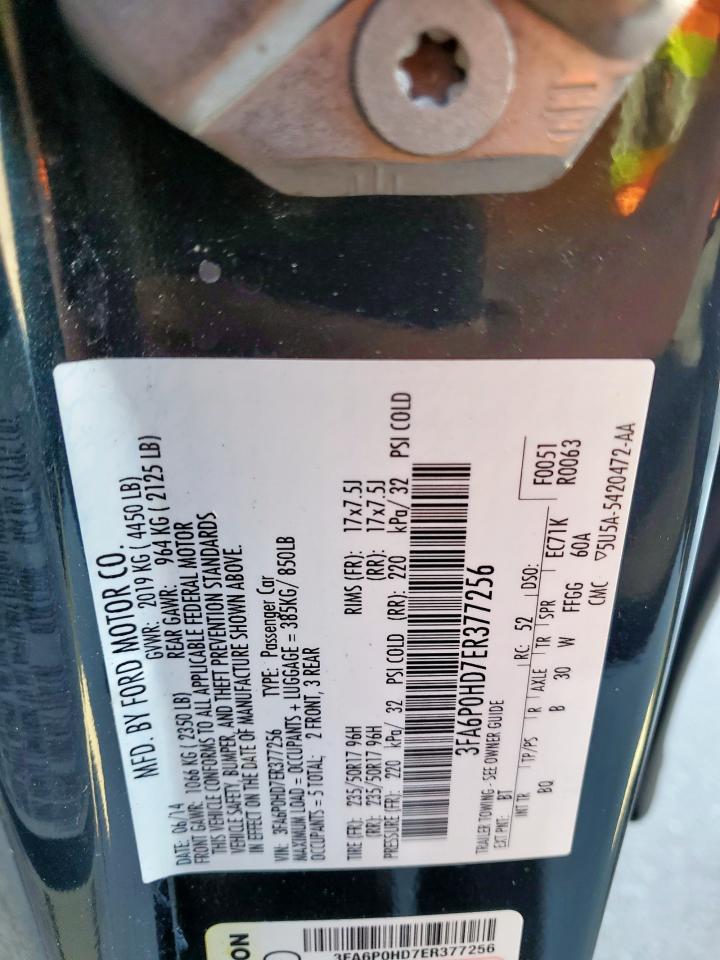 MFD. BY FORD MOTOR CO.
DATE: 06/14 GVWR: 2019 KG ( 4450 LB)
FRONT GAWR: 1066 KG ( 2350 LB) REAR GAWR: 964 KG ( 2125 LB)
THIS VEHICLE CONFORMS TO ALL APPLICABLE FEDERAL MOTOR
VEHICLE SAFETY, BUMPER, AND THEFT PREVENTION STANDARDS
IN EFFECT ON THE DATE OF MANUFACTURE SHOWN ABOVE.
VIN: 3FA6P0HD7ER377256 TYPE: Passenger Car
MAXIMUM LOAD = OCCUPANTS + LUGGAGE = 385KG/ 850LB
OCCUPANTS = 5 TOTAL; 2 FRONT, 3 REAR
TIRE (FR): 235/50R17 96H RIMS (FR): 17x7.5J
(RR): 235/50R17 96H (RR): 17x7.5J
PRESSURE (FR): 220 kPa/ 32 PSI COLD (RR): 220 kPa/ 32 PSI COLD
3FA6P0HD7ER377256
TRAILER TOWING - SEE OWNER GUIDE
EXT PNT: BT RC: 52 DSO: F0051
R0063
INT TR TP/PS R AXLE TR SPR EC71K
BQ B 30 W FFGG 60A
CMC ▽5U5A-5420472-AA
ON
3FA6P0HD7ER377256